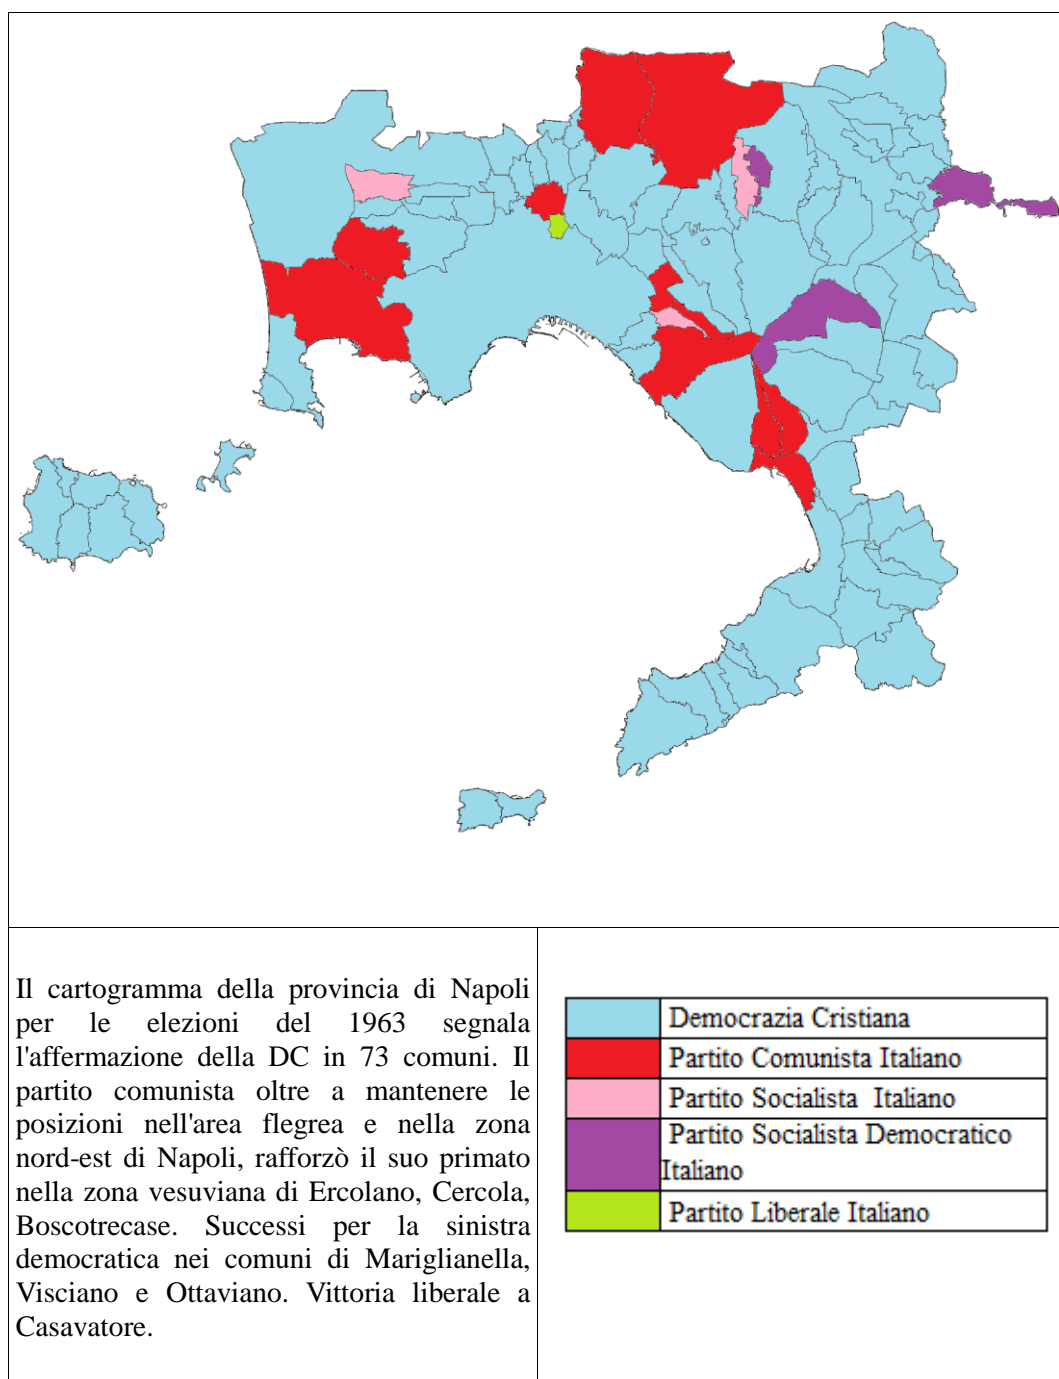 Il cartogramma della provincia di Napoli
per le elezioni del 1963 segnala
l'affermazione della DC in 73 comuni. Il
partito comunista oltre a mantenere le
posizioni nell'area flegrea e nella zona
nord-est di Napoli, rafforzò il suo primato
nella zona vesuviana di Ercolano, Cercola,
Boscotrecase. Successi per la sinistra
democratica nei comuni di Mariglianella,
Visciano e Ottaviano. Vittoria liberale a
Casavatore.
Democrazia Cristiana
Partito Comunista Italiano
Partito Socialista Italiano
Partito Socialista Democratico
Italiano
Partito Liberale Italiano